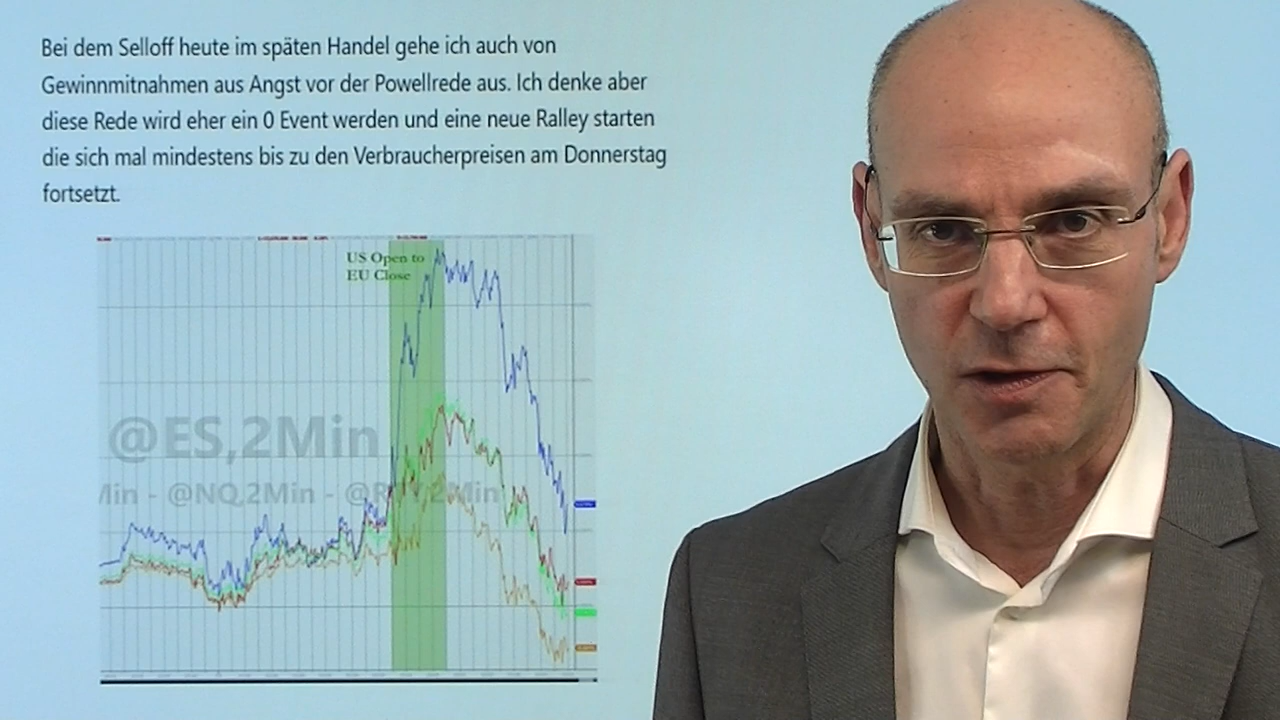 Bei dem Selloff heute im späten Handel gehe ich auch von
Gewinnmitnahmen aus Angst vor der Powellrede aus. Ich denke aber
diese Rede wird eher ein 0 Event werden und eine neue Ralley starten
die sich mal mindestens bis zu den Verbraucherpreisen am Donnerstag
fortsetzt.
US Open to
EU Close
@ES,2Min
- @NQ,2Min -